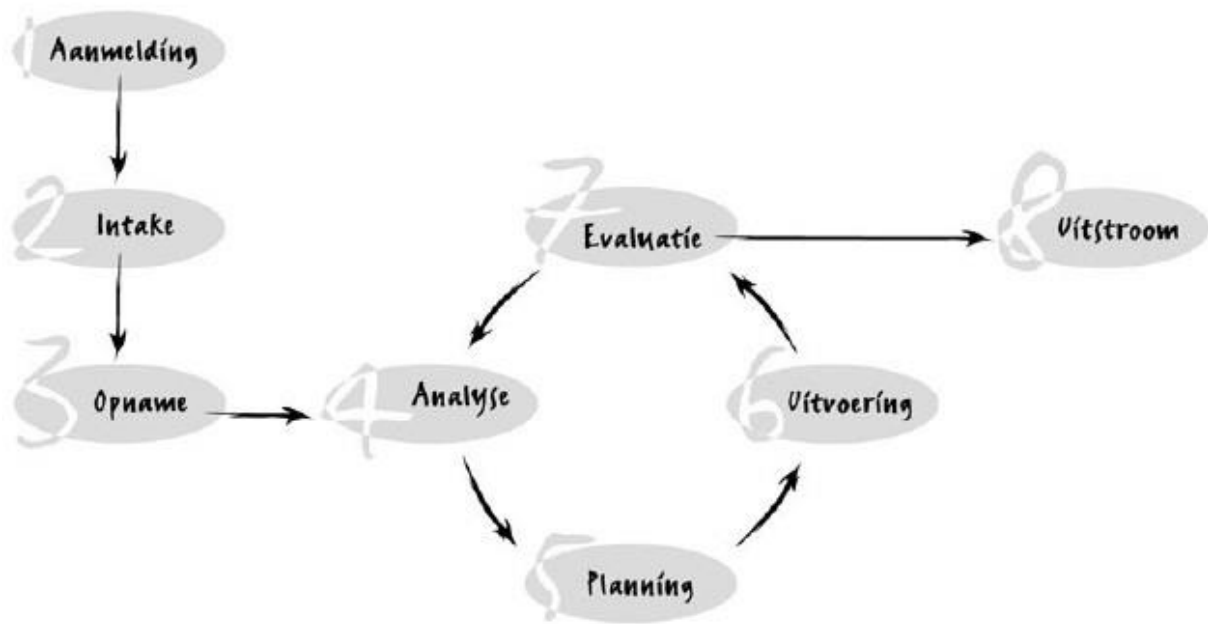 1 Aanmelding
2 Intake
3 Opname
4 Analyse
5 Planning
6 Uitvoering
7 Evaluatie
8 Uitstroom